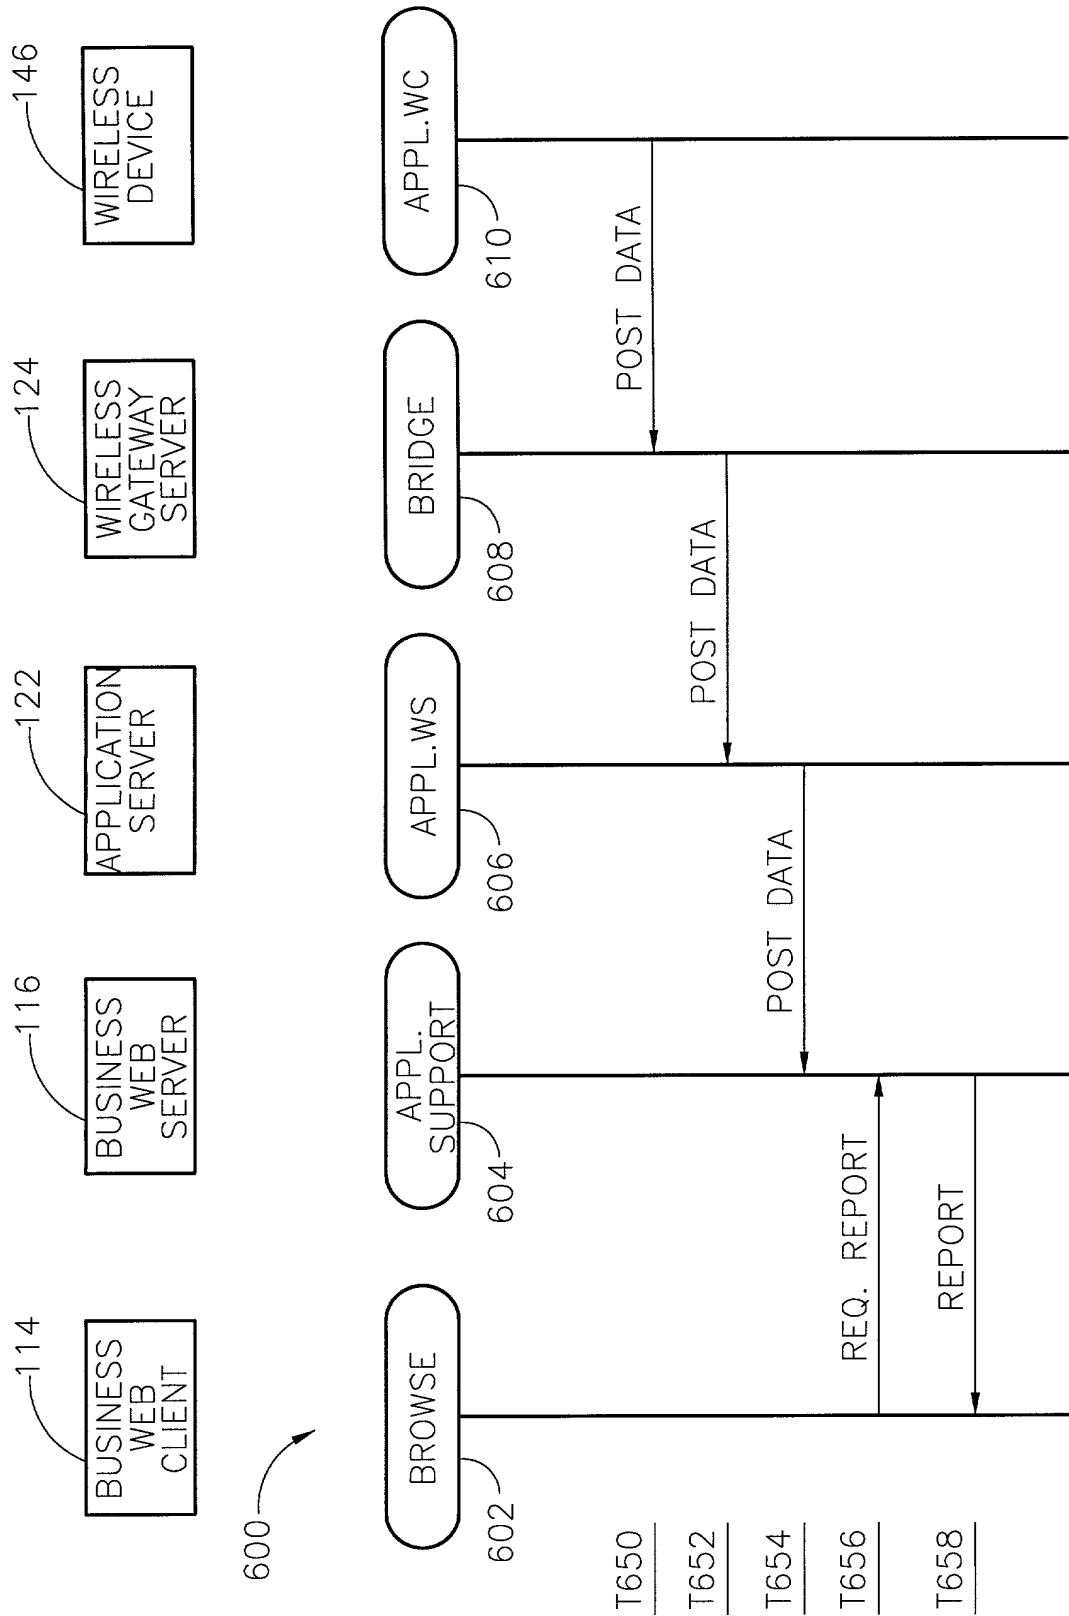 114
116
122
124
146
BUSINESS
WEB
CLIENT
BUSINESS
WEB
SERVER
APPLICATION
SERVER
WIRELESS
GATEWAY
SERVER
WIRELESS
DEVICE
600
BROWSE
APPL.
SUPPORT
APPL.WS
BRIDGE
APPL.WC
602
604
606
608
610
T650
POST DATA
T652
POST DATA
T654
POST DATA
T656
REQ. REPORT
T658
REPORT